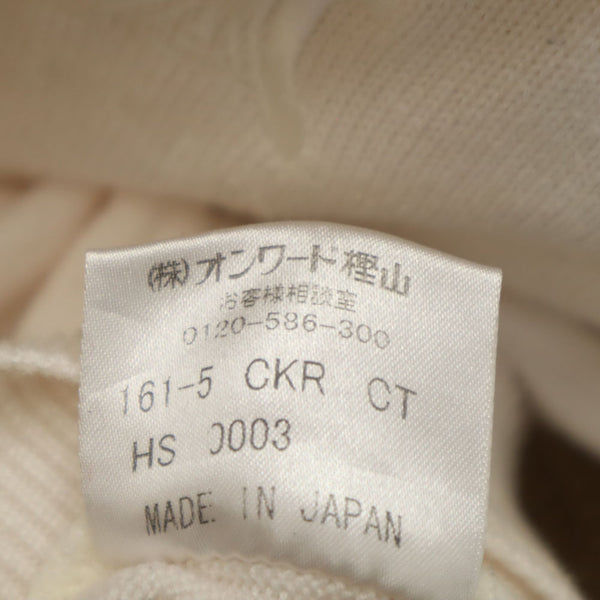 (株)オンワード樫山
お客様相談室
0120-586-300
161-5 CKR CT
HS 0003
MADE IN JAPAN